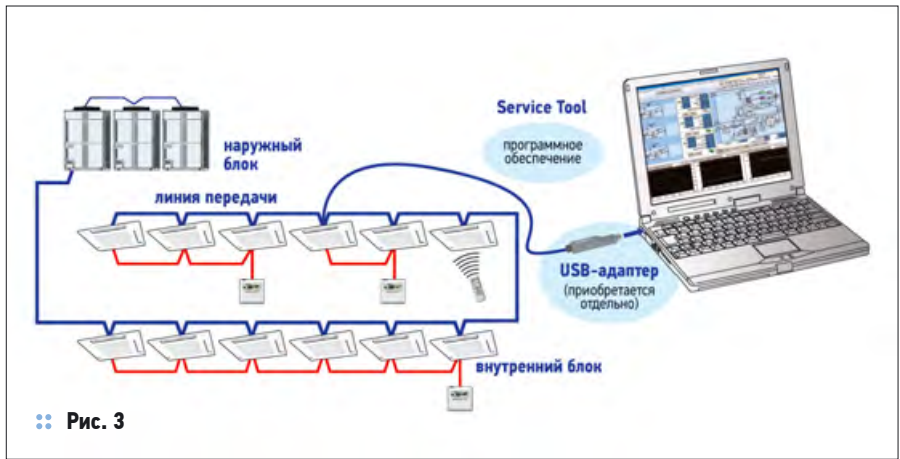 Service Tool
программное
обеспечение
наружный
блок
линия передачи
USB-адаптер
(приобретается
отдельно)
внутренний блок
Рис. 3